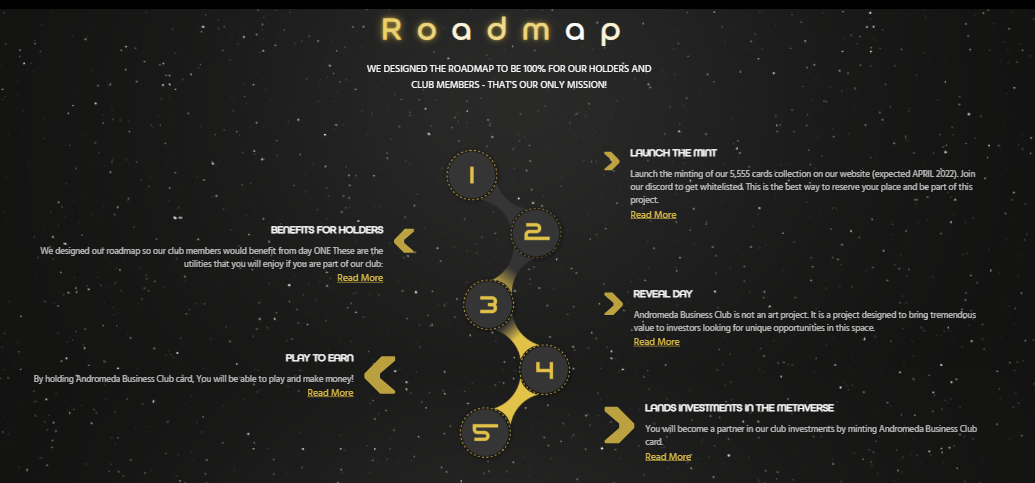 Roadmap
WE DESIGNED THE ROADMAP TO BE 100% FOR OUR HOLDERS AND
CLUB MEMBERS - THAT'S OUR ONLY MISSION!
1
LAUNCH THE MINT
Launch the minting of our 5,555 cards collection on our website (expected APRIL 2022). Join
our discord to get whitelisted. This is the best way to reserve your place and be part of this
project.
Read More
2
BENEFITS FOR HOLDERS
We designed our roadmap so our club members would benefit from day ONE These are the
utilities that you will enjoy if you are part of our club:
Read More
3
REVEAL DAY
Andromeda Business Club is not an art project. It is a project designed to bring tremendous
value to investors looking for unique opportunities in this space.
Read More
4
PLAY TO EARN
By holding Andromeda Business Club card, You will be able to play and make money!
Read More
5
LANDS INVESTMENTS IN THE METAVERSE
You will become a partner in our club investments by minting Andromeda Business Club
card.
Read More